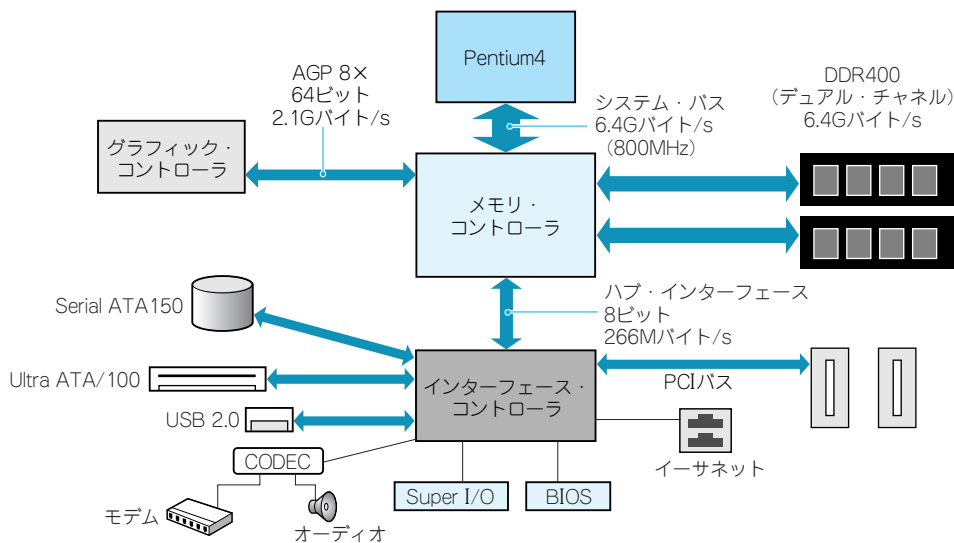 Pentium4
AGP 8×
64ビット
2.1Gバイト/s
システム・バス
6.4Gバイト/s
（800MHz）
DDR400
（デュアル・チャネル）
6.4Gバイト/s
グラフィック・
コントローラ
メモリ・
コントローラ
ハブ・インターフェース
8ビット
266Mバイト/s
Serial ATA150
Ultra ATA/100
USB 2.0
インターフェース・
コントローラ
PCIバス
イーサネット
CODEC
Super I/O
BIOS
モデム
オーディオ